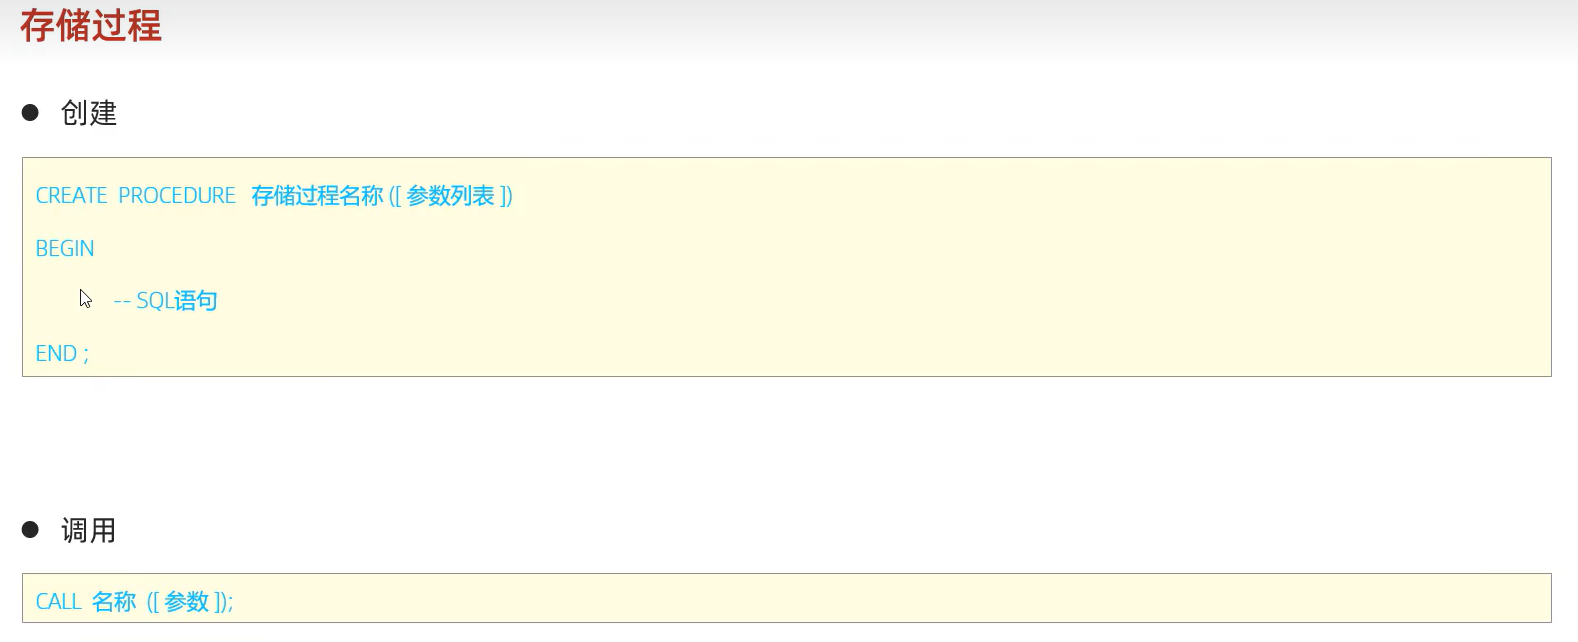 存储过程
● 创建
CREATE PROCEDURE 存储过程名称 ([ 参数列表 ])
BEGIN
-- SQL语句
END ;
● 调用
CALL 名称 ([ 参数 ]);